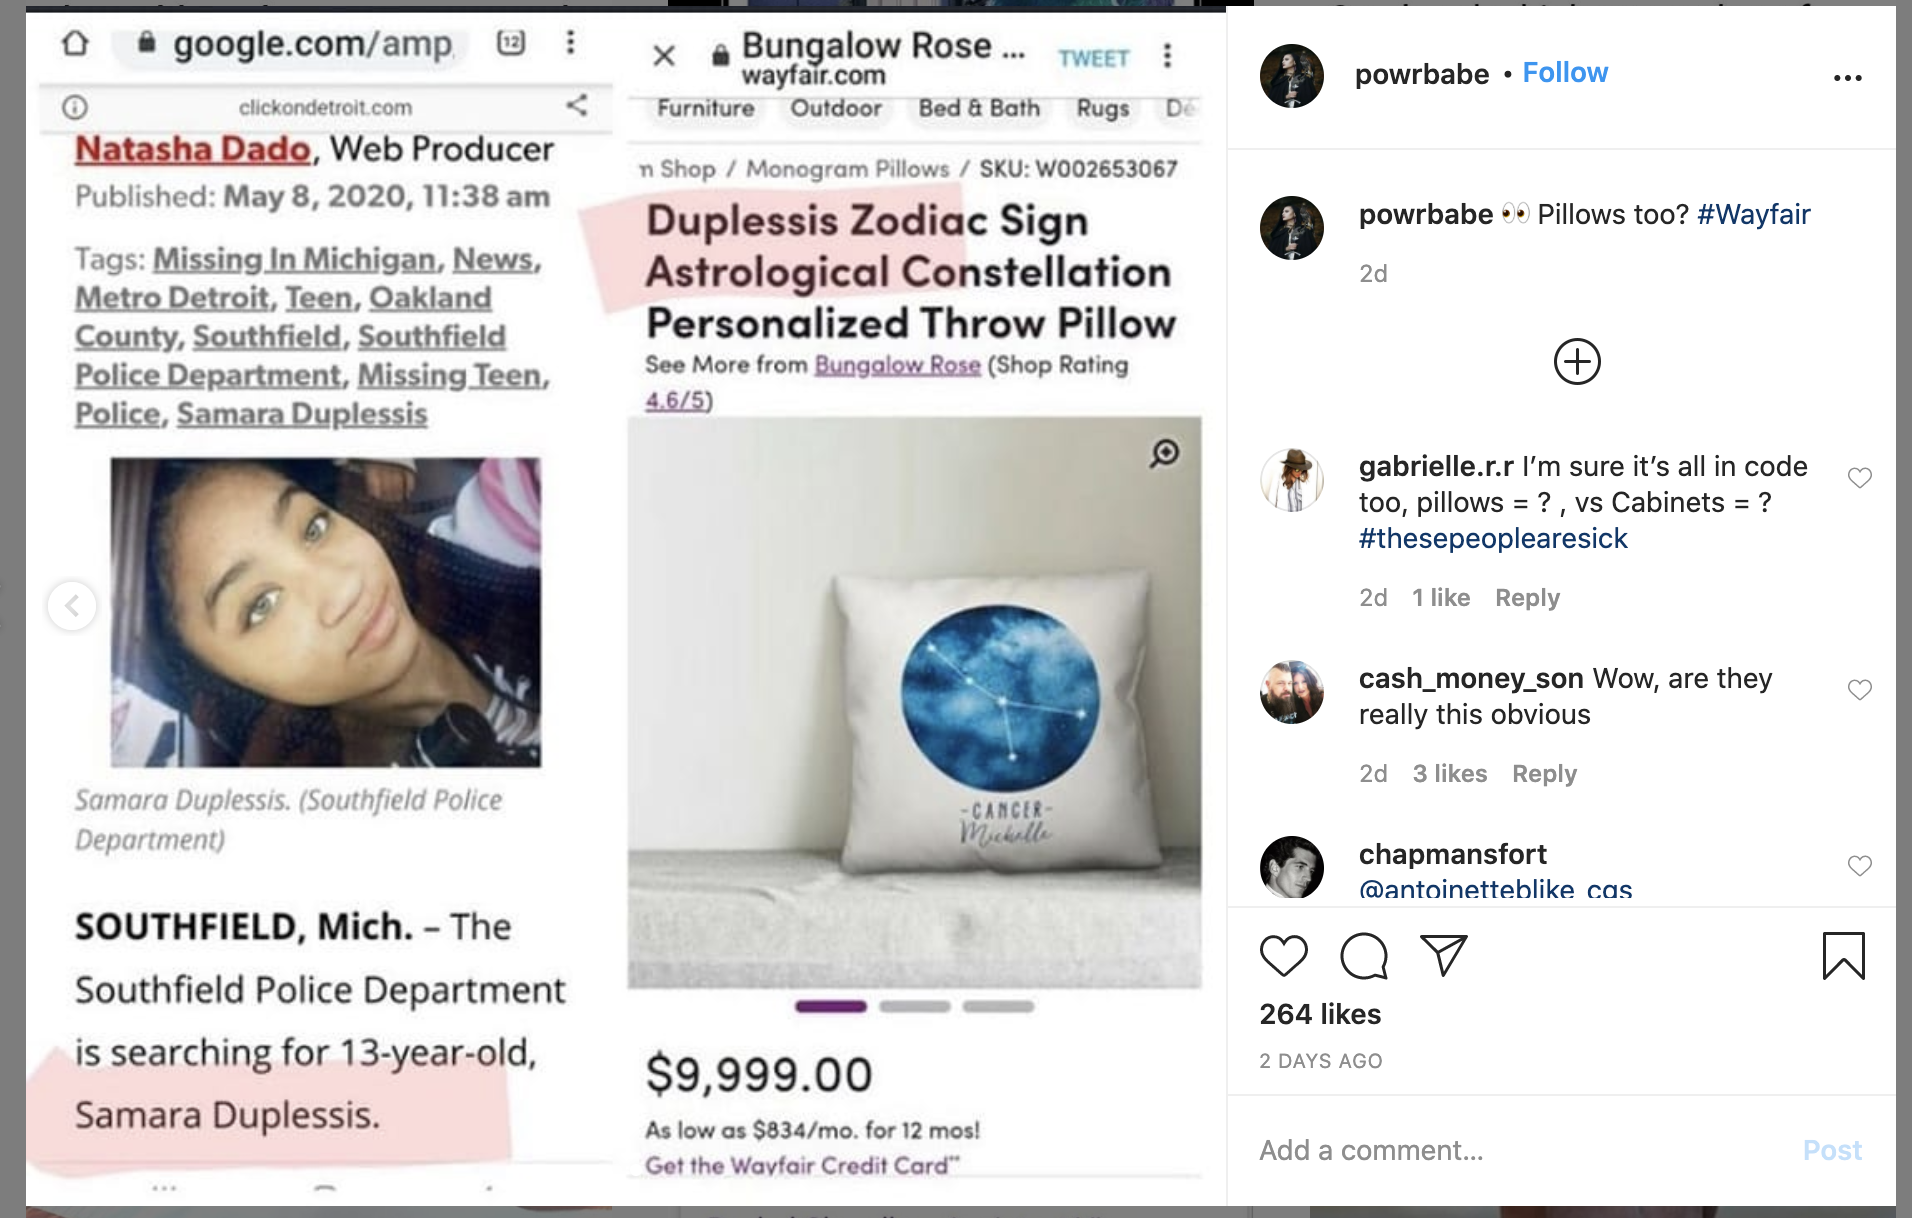 google.com/amp
12
clickondetroit.com
Natasha Dado, Web Producer
Published: May 8, 2020, 11:38 am
Tags: Missing In Michigan, News,
Metro Detroit, Teen, Oakland
County, Southfield, Southfield
Police Department, Missing Teen,
Police, Samara Duplessis
Samara Duplessis. (Southfield Police
Department)
SOUTHFIELD, Mich. – The
Southfield Police Department
is searching for 13-year-old,
Samara Duplessis.
Bungalow Rose ...
wayfair.com
TWEET
Furniture Outdoor Bed & Bath Rugs Dé
n Shop / Monogram Pillows / SKU: W002653067
Duplessis Zodiac Sign
Astrological Constellation
Personalized Throw Pillow
See More from Bungalow Rose (Shop Rating
4.6/5)
-CANCER-
Michelle
$9,999.00
As low as $834/mo. for 12 mos!
Get the Wayfair Credit Card**
powrbabe • Follow
powrbabe 👀 Pillows too? #Wayfair
2d
gabrielle.r.r I’m sure it’s all in code
too, pillows = ? , vs Cabinets = ?
#thesepeoplearesick
2d 1 like Reply
cash_money_son Wow, are they
really this obvious
2d 3 likes Reply
chapmansfort
@antoinetteblike_cgs
264 likes
2 DAYS AGO
Add a comment...
Post